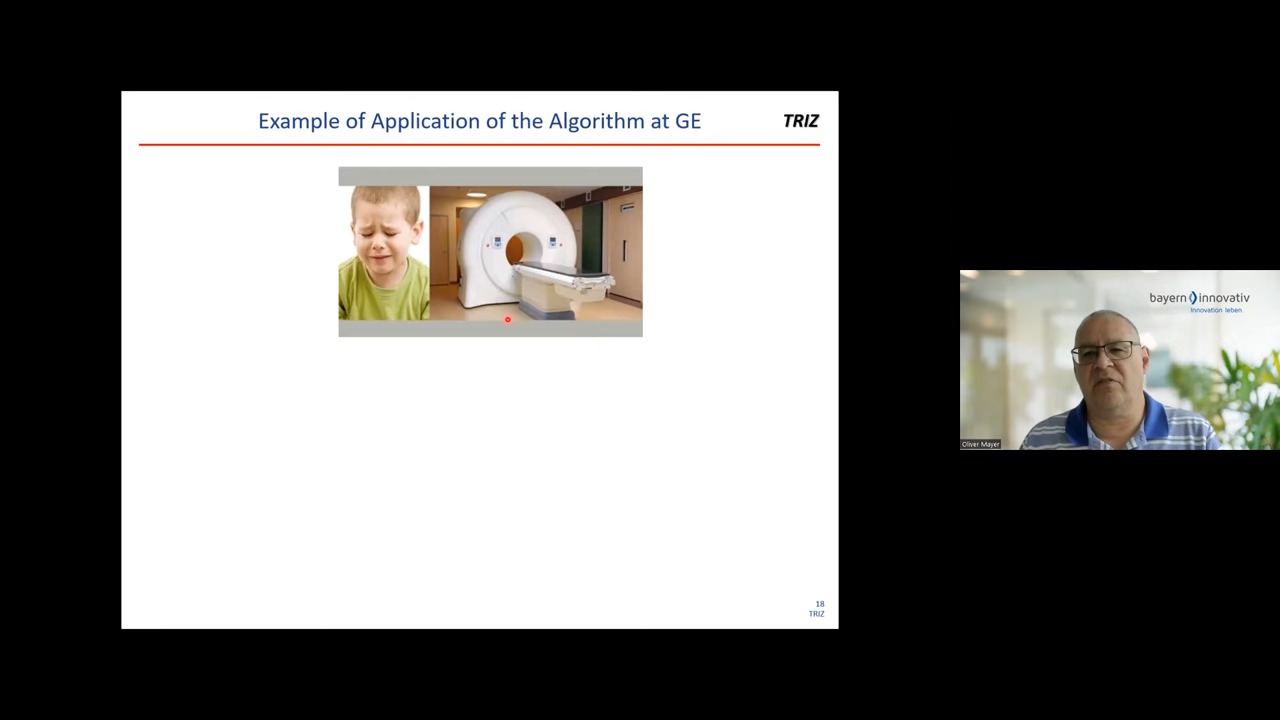 Example of Application of the Algorithm at GE
TRIZ
18
TRIZ
bayern innovativ
Innovation leben
Oliver Mayer